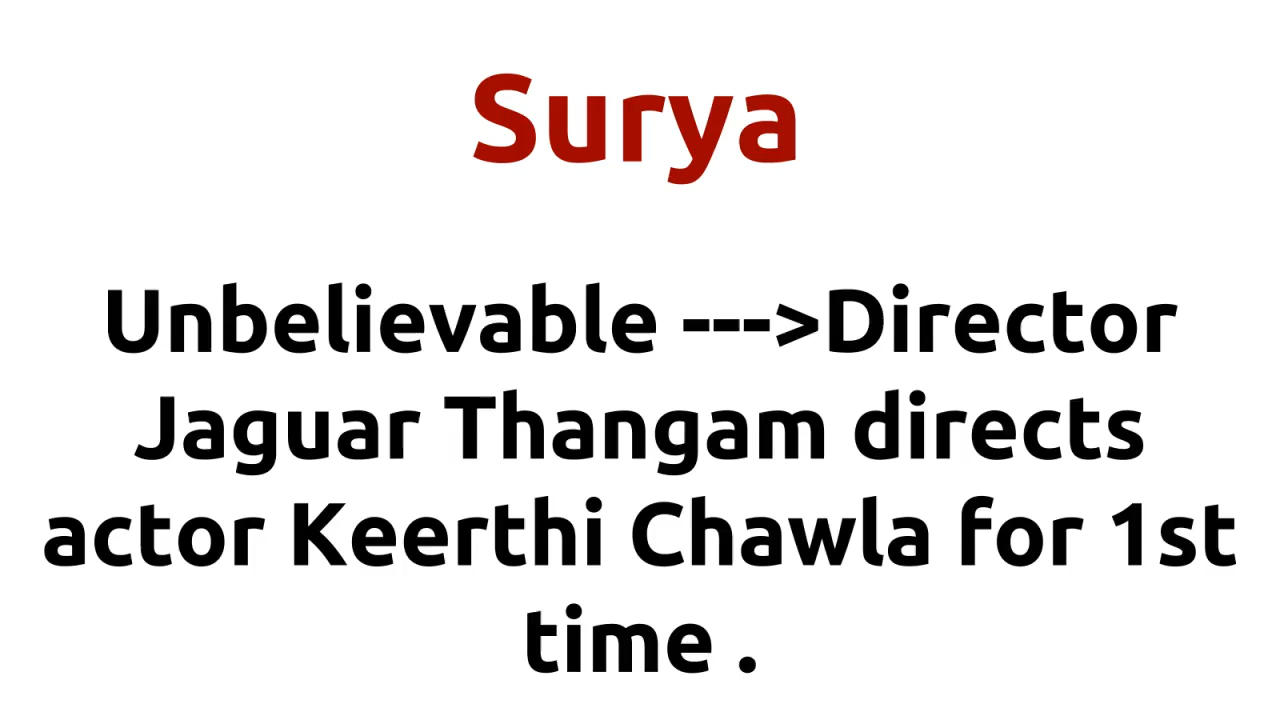 Surya
Unbelievable --->Director
Jaguar Thangam directs
actor Keerthi Chawla for 1st
time .